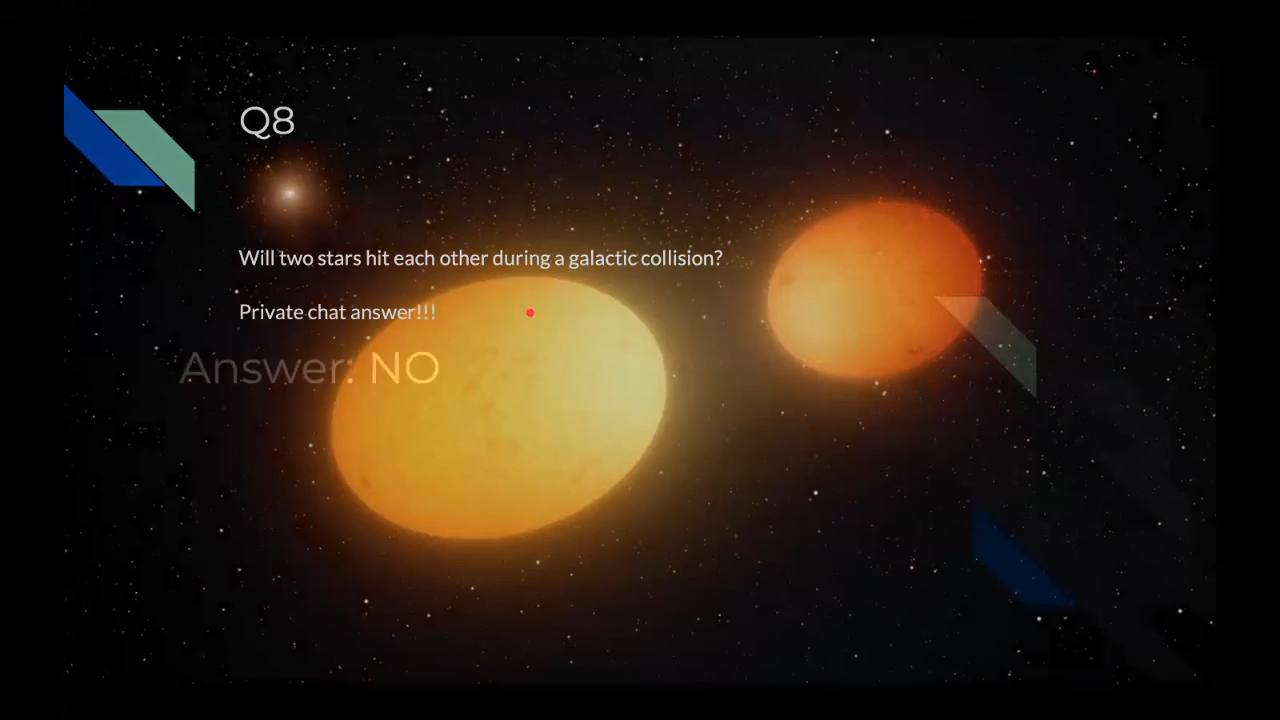 Q8
Will two stars hit each other during a galactic collision?
Private chat answer!!!
Answer: NO